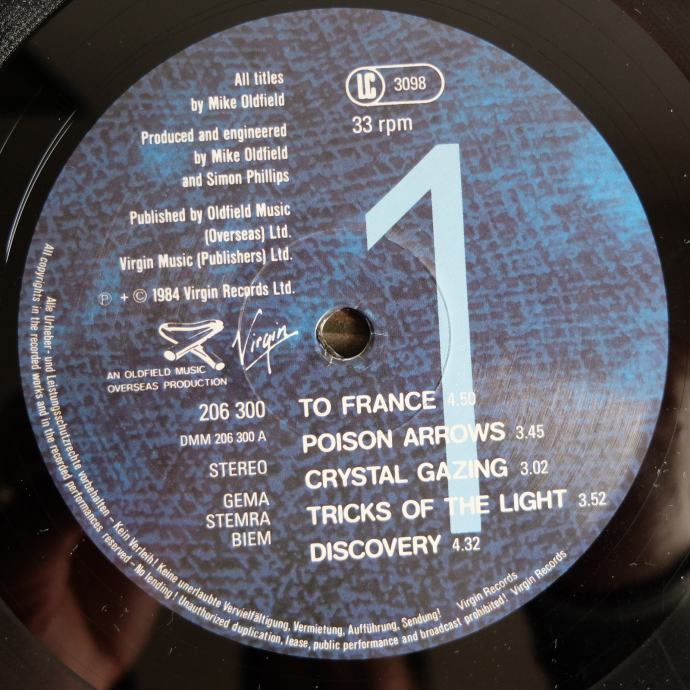 All titles
by Mike Oldfield
Produced and engineered
by Mike Oldfield
and Simon Phillips
Published by Oldfield Music
(Overseas) Ltd.
Virgin Music (Publishers) Ltd.
℗ + © 1984 Virgin Records Ltd.
LC 3098
33 rpm
1
AN OLDFIELD MUSIC
OVERSEAS PRODUCTION
Virgin
206 300
DMM 206 300 A
STEREO
GEMA
STEMRA
BIEM
TO FRANCE 4.50
POISON ARROWS 3.45
CRYSTAL GAZING 3.02
TRICKS OF THE LIGHT 3.52
DISCOVERY 4.32
Alle Urheber- und Leistungsschutzrechte vorbehalten - Kein Verleih! Keine unerlaubte Vervielfältigung, Vermietung, Aufführung, Sendung! Virgin Records
All copyrights in the recorded works and in the recorded performances reserved - No lending! Unauthorized duplication, lease, public performance and broadcast prohibited! Virgin Records